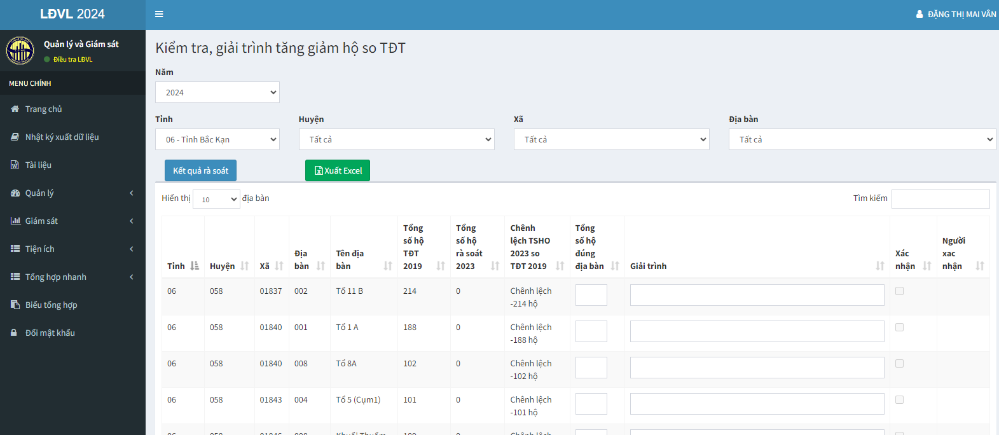 LĐVL 2024
ĐẶNG THỊ MAI VÂN
Quản lý và Giám sát
Điều tra LĐVL
MENU CHÍNH
Trang chủ
Nhật ký xuất dữ liệu
Tài liệu
Quản lý
Giám sát
Tiện ích
Tổng hợp nhanh
Biểu tổng hợp
Đổi mật khẩu
Kiểm tra, giải trình tăng giảm hộ so TĐT
Năm
2024
Tỉnh Huyện Xã Địa bàn
06 - Tỉnh Bắc Kạn Tất cả Tất cả Tất cả
Kết quả rà soát Xuất Excel
Hiển thị 10 địa bàn Tìm kiếm
Tỉnh
Huyện
Xã
Địa
bàn
Tên địa
bàn
Tổng
số hộ
TĐT
2019
Tổng
số hộ
rà soát
2023
Chênh
lệch TSHO
2023 so
TĐT 2019
Tổng
số hộ
đúng
địa bàn
Giải trình
Xác
nhận
Người
xac
nhận
06 058 01837 002 Tổ 11 B 214 0 Chênh lệch
-214 hộ
06 058 01840 001 Tổ 1 A 188 0 Chênh lệch
-188 hộ
06 058 01840 008 Tổ 8A 102 0 Chênh lệch
-102 hộ
06 058 01843 004 Tổ 5 (Cụm1) 101 0 Chênh lệch
-101 hộ